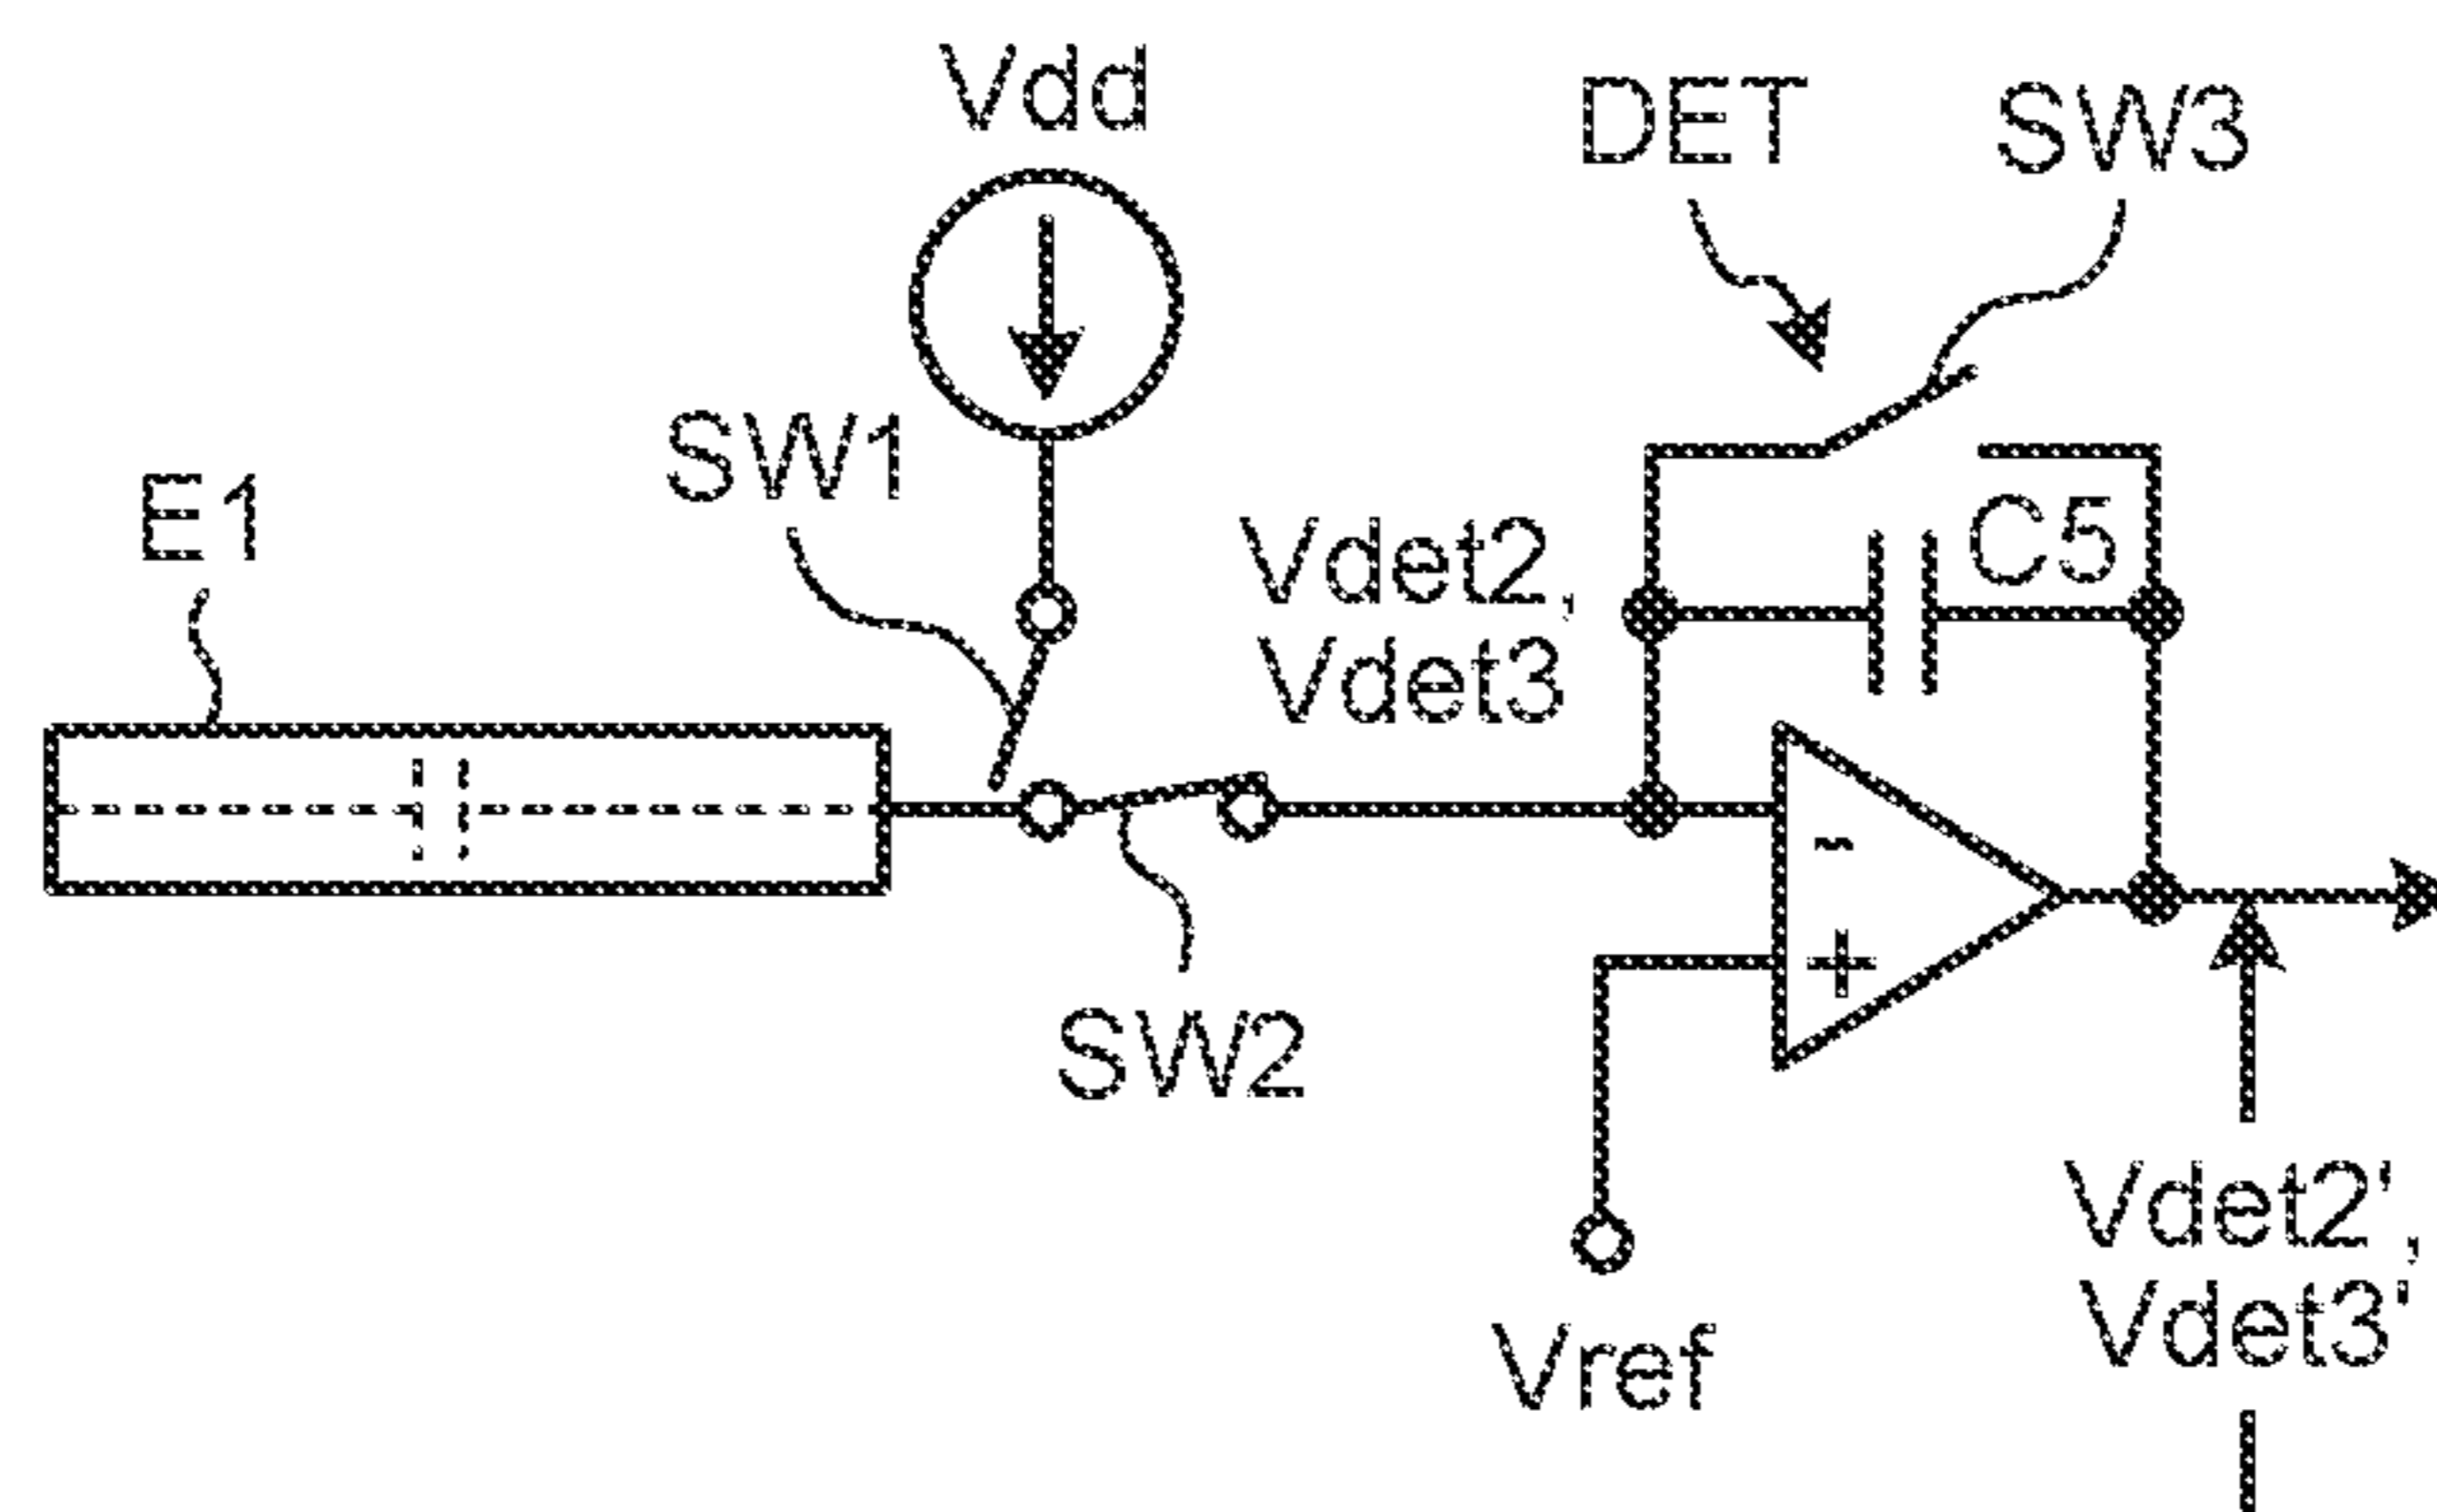 Vdd
DET
SW3
SW1
E1
C5
Vdet2,
Vdet3
-
+
SW2
Vdet2',
Vdet3'
Vref